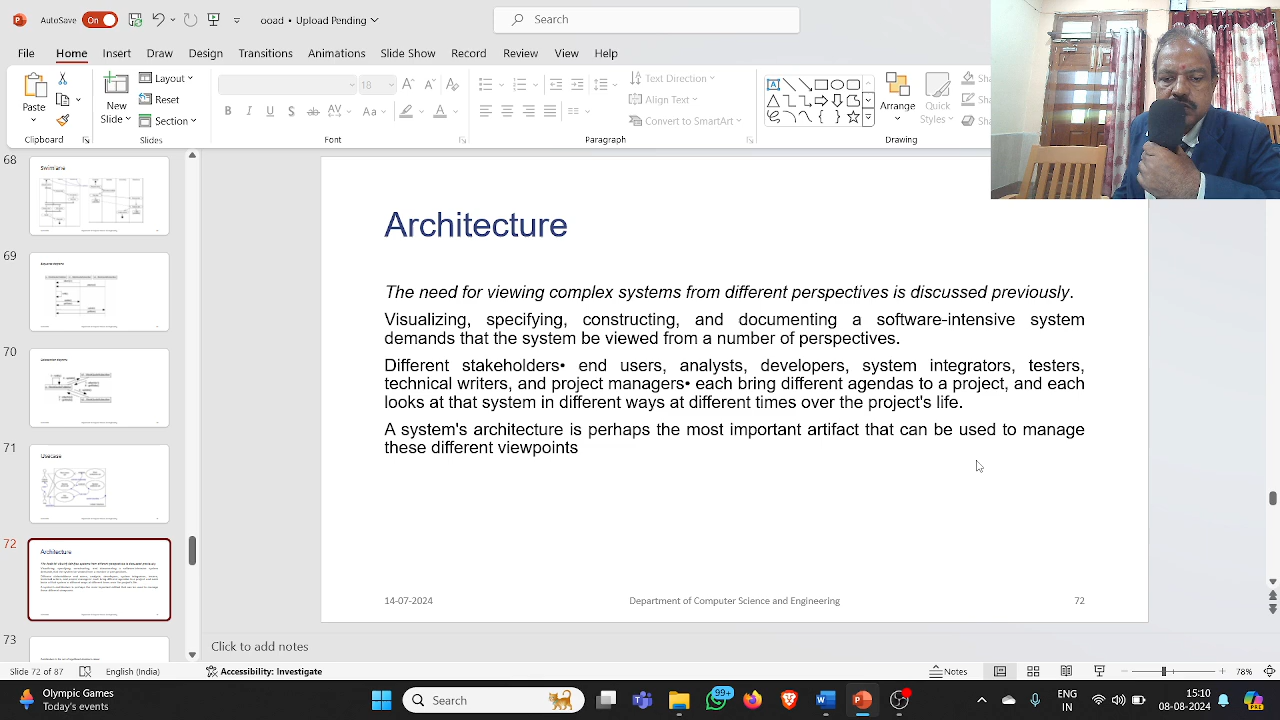 AutoSave
ooad • Upload Pending
Search
File Home Insert Draw Design Transitions Animations Slide Show Record Review View Help
Paste
New
Slide
Layout
Reset
Section
Text Direction
Align Text
Convert to SmartArt
Arrange
Quick
Styles
Clipboard Slides Font Paragraph Drawing
68
69
70
71
72
Architecture
73
Architecture
The need for viewing complex systems from different perspectives is discussed previously.
Visualizing, specifying, constructing, and documenting a software-intensive system
demands that the system be viewed from a number of perspectives.
Different stakeholders• end users, analysts, developers, system integrators, testers,
technical writers, and project managers• each bring different agendas to a project, and each
looks at that system in different ways at different times over the project's life.
A system's architecture is perhaps the most important artifact that can be used to manage
these different viewpoints
14-07-2024 Department of Computer Science and Engineering 72
Click to add notes
Slide 72 of 87 English (India) Accessibility: Investigate Notes 78%
Olympic Games
Today's events
Search
99+
ENG
IN
15:10
08-08-2024